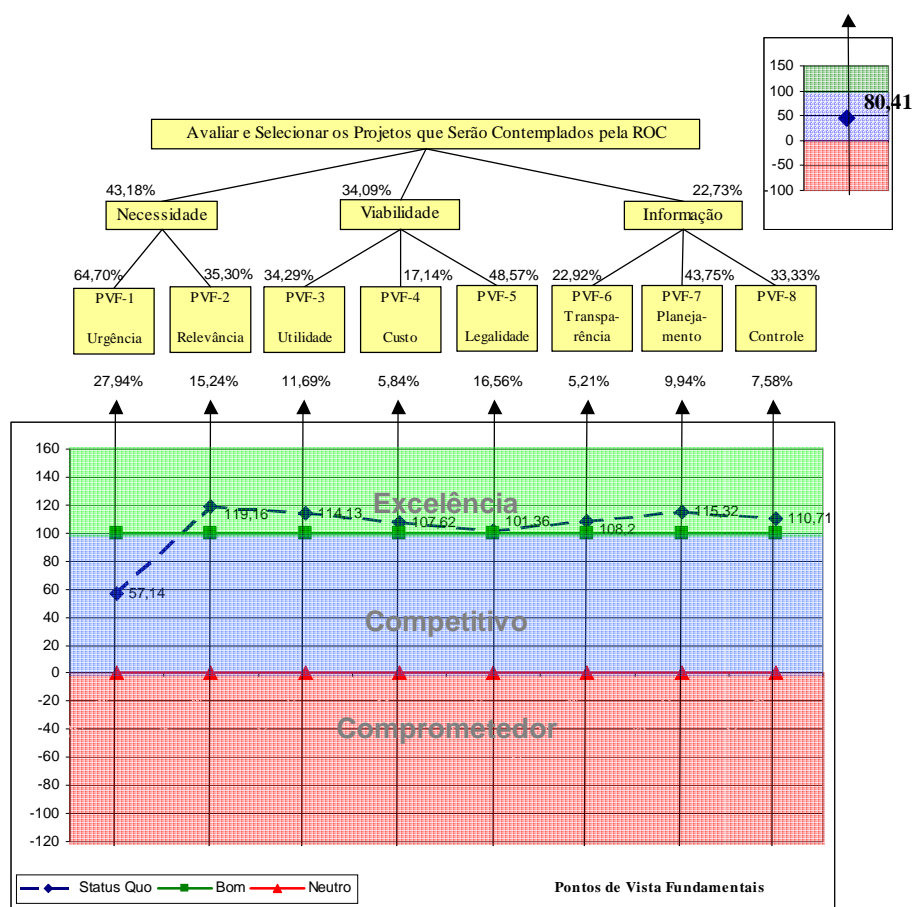 150
100
50
0
-50
-100
80,41
Avaliar e Selecionar os Projetos que Serão Contemplados pela ROC
43,18%
34,09%
22,73%
Necessidade
Viabilidade
Informação
64,70%
35,30%
34,29%
17,14%
48,57%
22,92%
43,75%
33,33%
PVF-1
Urgência
PVF-2
Relevância
PVF-3
Utilidade
PVF-4
Custo
PVF-5
Legalidade
PVF-6
Transpa-
rência
PVF-7
Planeja-
mento
PVF-8
Controle
27,94%
15,24%
11,69%
5,84%
16,56%
5,21%
9,94%
7,58%
160
140
120
100
80
60
40
20
0
-20
-40
-60
-80
-100
-120
Excelência
57,14
119,16
114,13
107,62
101,36
108,2
115,32
110,71
Competitivo
Comprometedor
Status Quo
Bom
Neutro
Pontos de Vista Fundamentais